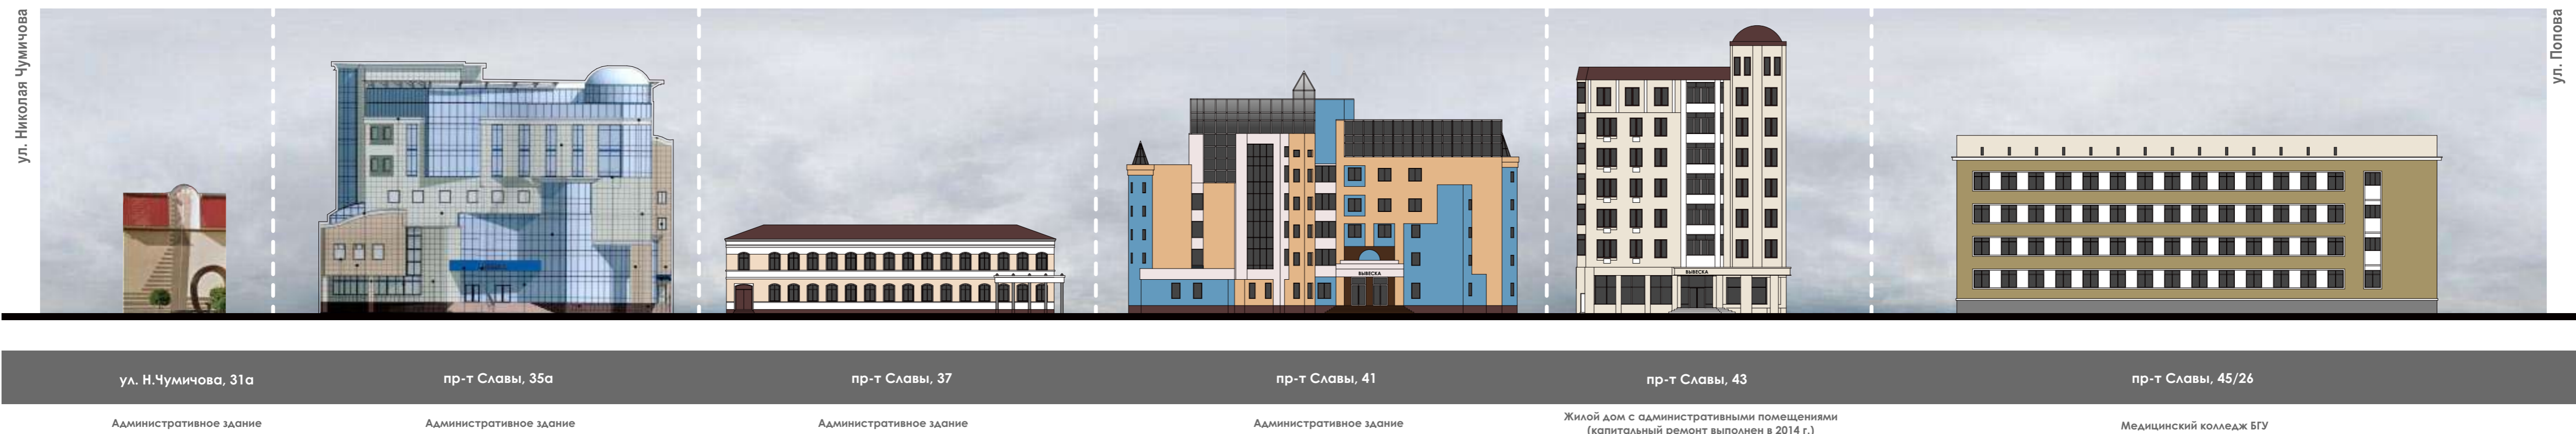 ул. Николая Чумичова
ул. Попова
ВЫВЕСКА
ВЫВЕСКА
ул. Н.Чумичова, 31а
пр-т Славы, 35а
пр-т Славы, 37
пр-т Славы, 41
пр-т Славы, 43
пр-т Славы, 45/26
Административное здание
Административное здание
Административное здание
Административное здание
Жилой дом с административными помещениями
(капитальный ремонт выполнен в 2014 г.)
Медицинский колледж БГУ